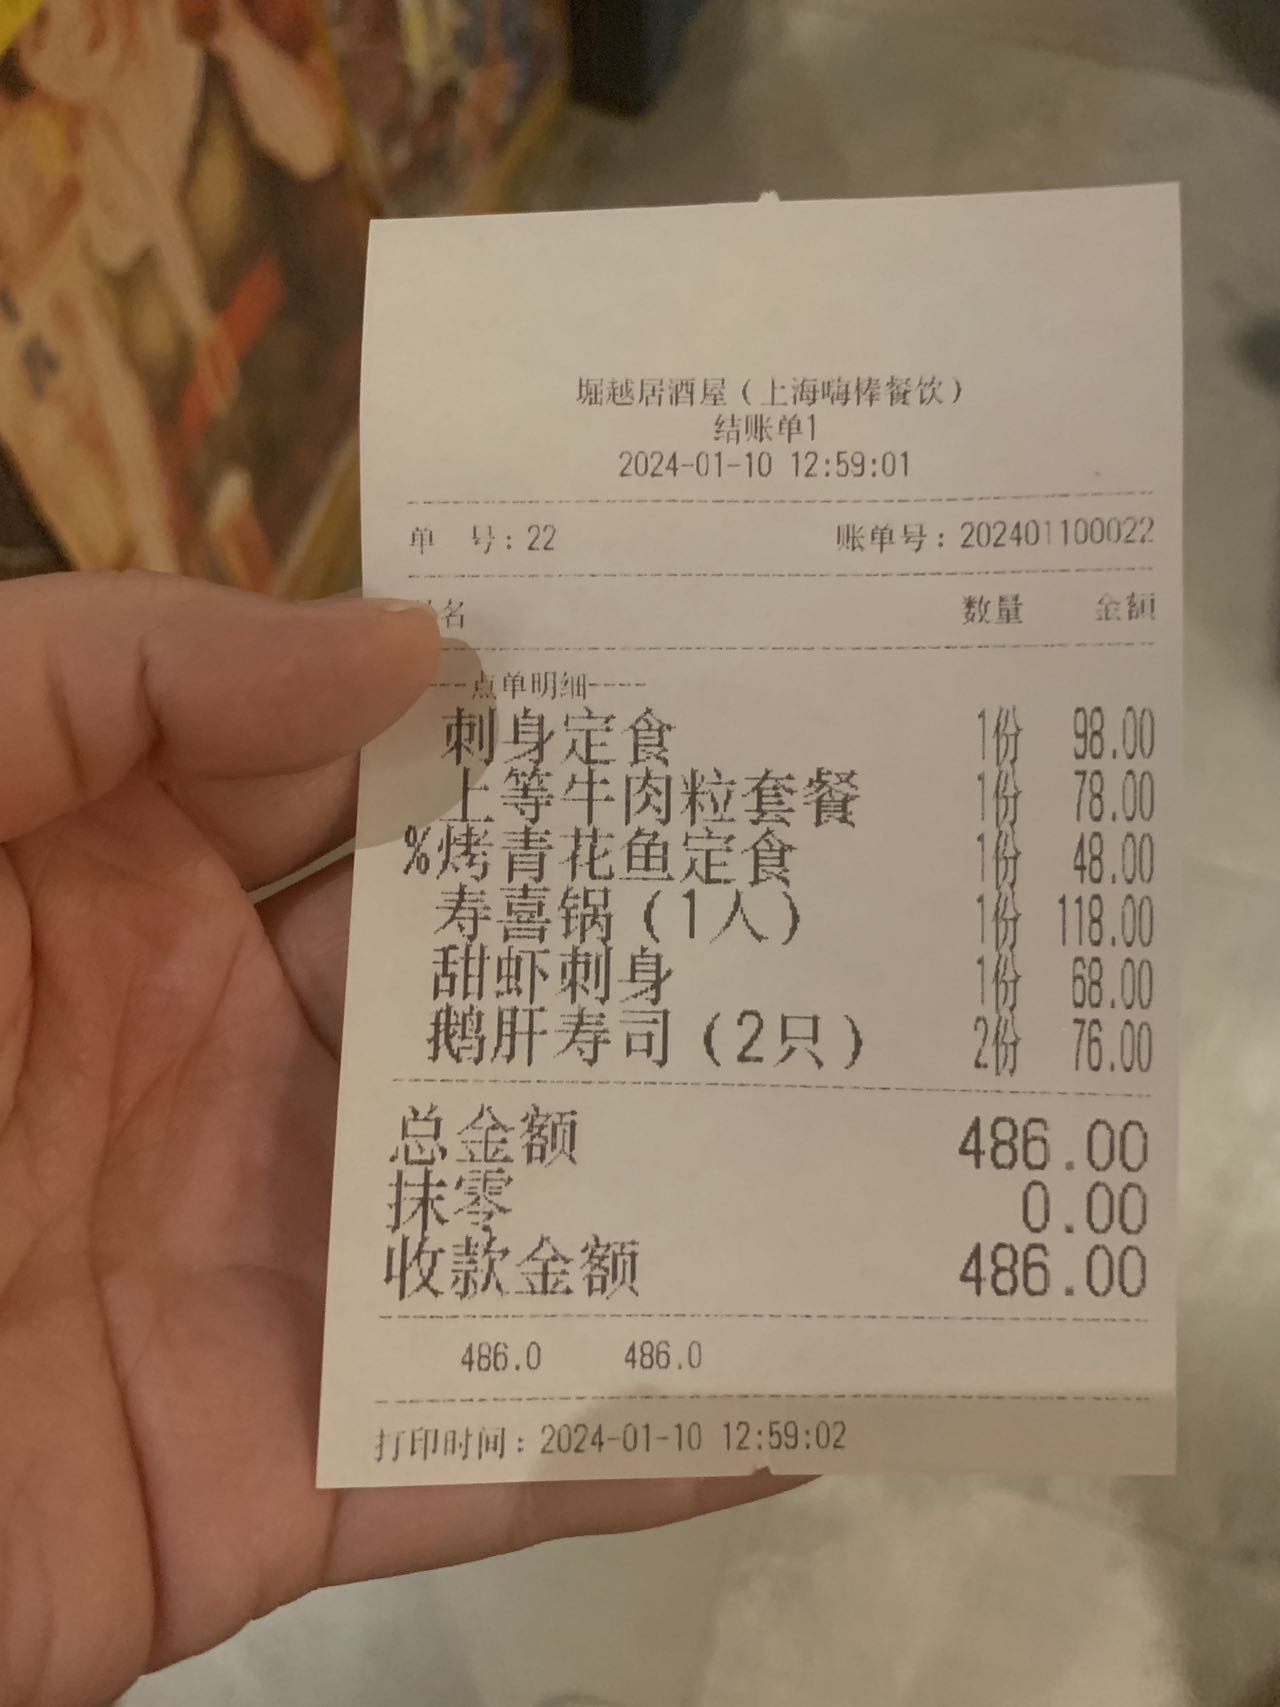 堀越居酒屋（上海嗨棒餐饮）
结账单1
2024-01-10 12:59:01
单 号：22 账单号：202401100022
名 数量 金额
----点单明细----
刺身定食 1份 98.00
上等牛肉粒套餐 1份 78.00
%烤青花鱼定食 1份 48.00
寿喜锅（1人） 1份 118.00
甜虾刺身 1份 68.00
鹅肝寿司（2只） 2份 76.00
总金额 486.00
抹零 0.00
收款金额 486.00
486.0 486.0
打印时间：2024-01-10 12:59:02